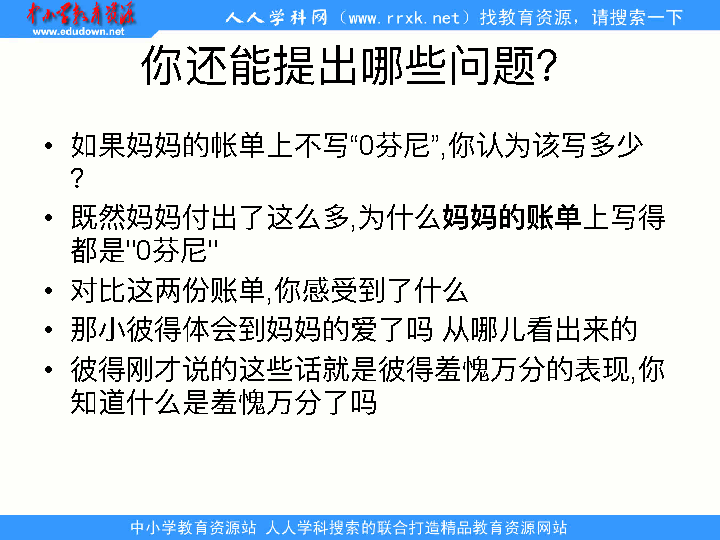 中小学教育资源
www.edudown.net
人人学科网（www.rrxk.net）找教育资源，请搜索一下
你还能提出哪些问题?
• 如果妈妈的帐单上不写“0芬尼”,你认为该写多少
?
• 既然妈妈付出了这么多,为什么妈妈的账单上写得
都是"0芬尼"
• 对比这两份账单,你感受到了什么
• 那小彼得体会到妈妈的爱了吗 从哪儿看出来的
• 彼得刚才说的这些话就是彼得羞愧万分的表现,你
知道什么是羞愧万分了吗
中小学教育资源站 人人学科搜索的联合打造精品教育资源网站